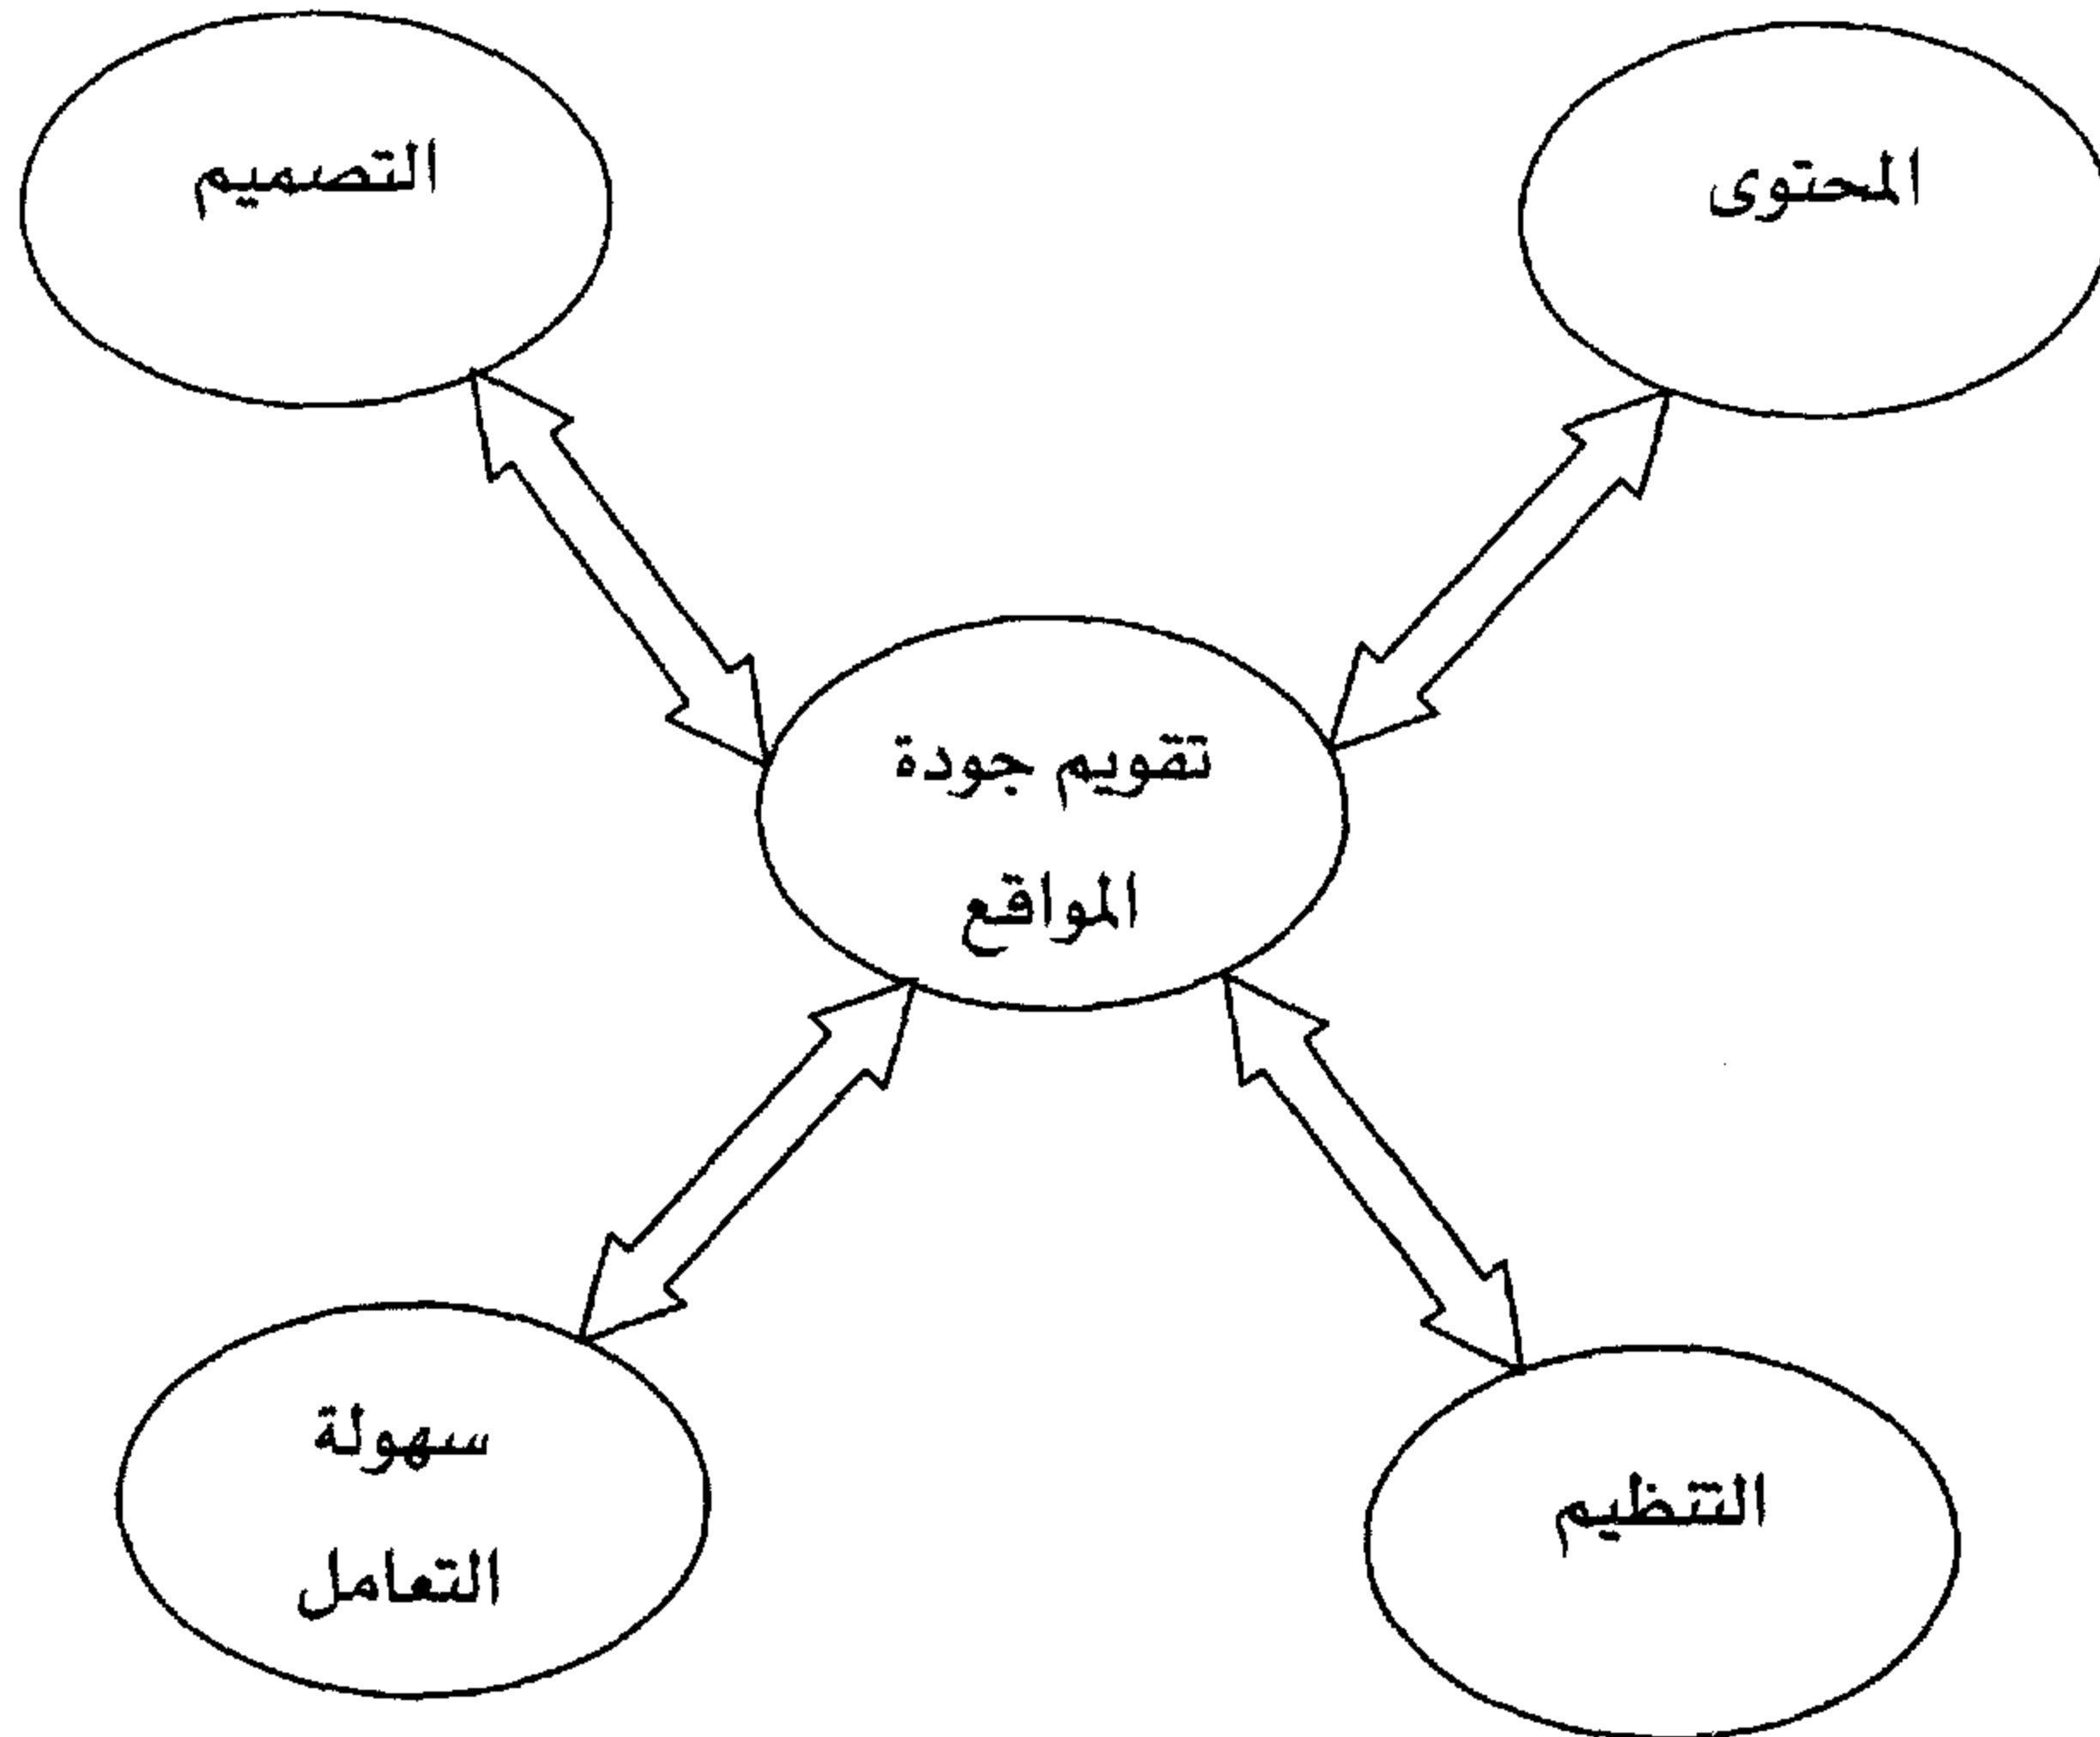 المحتوى
التصميم
تقويم جودة
المواقع
التنظيم
سهولة
التعامل